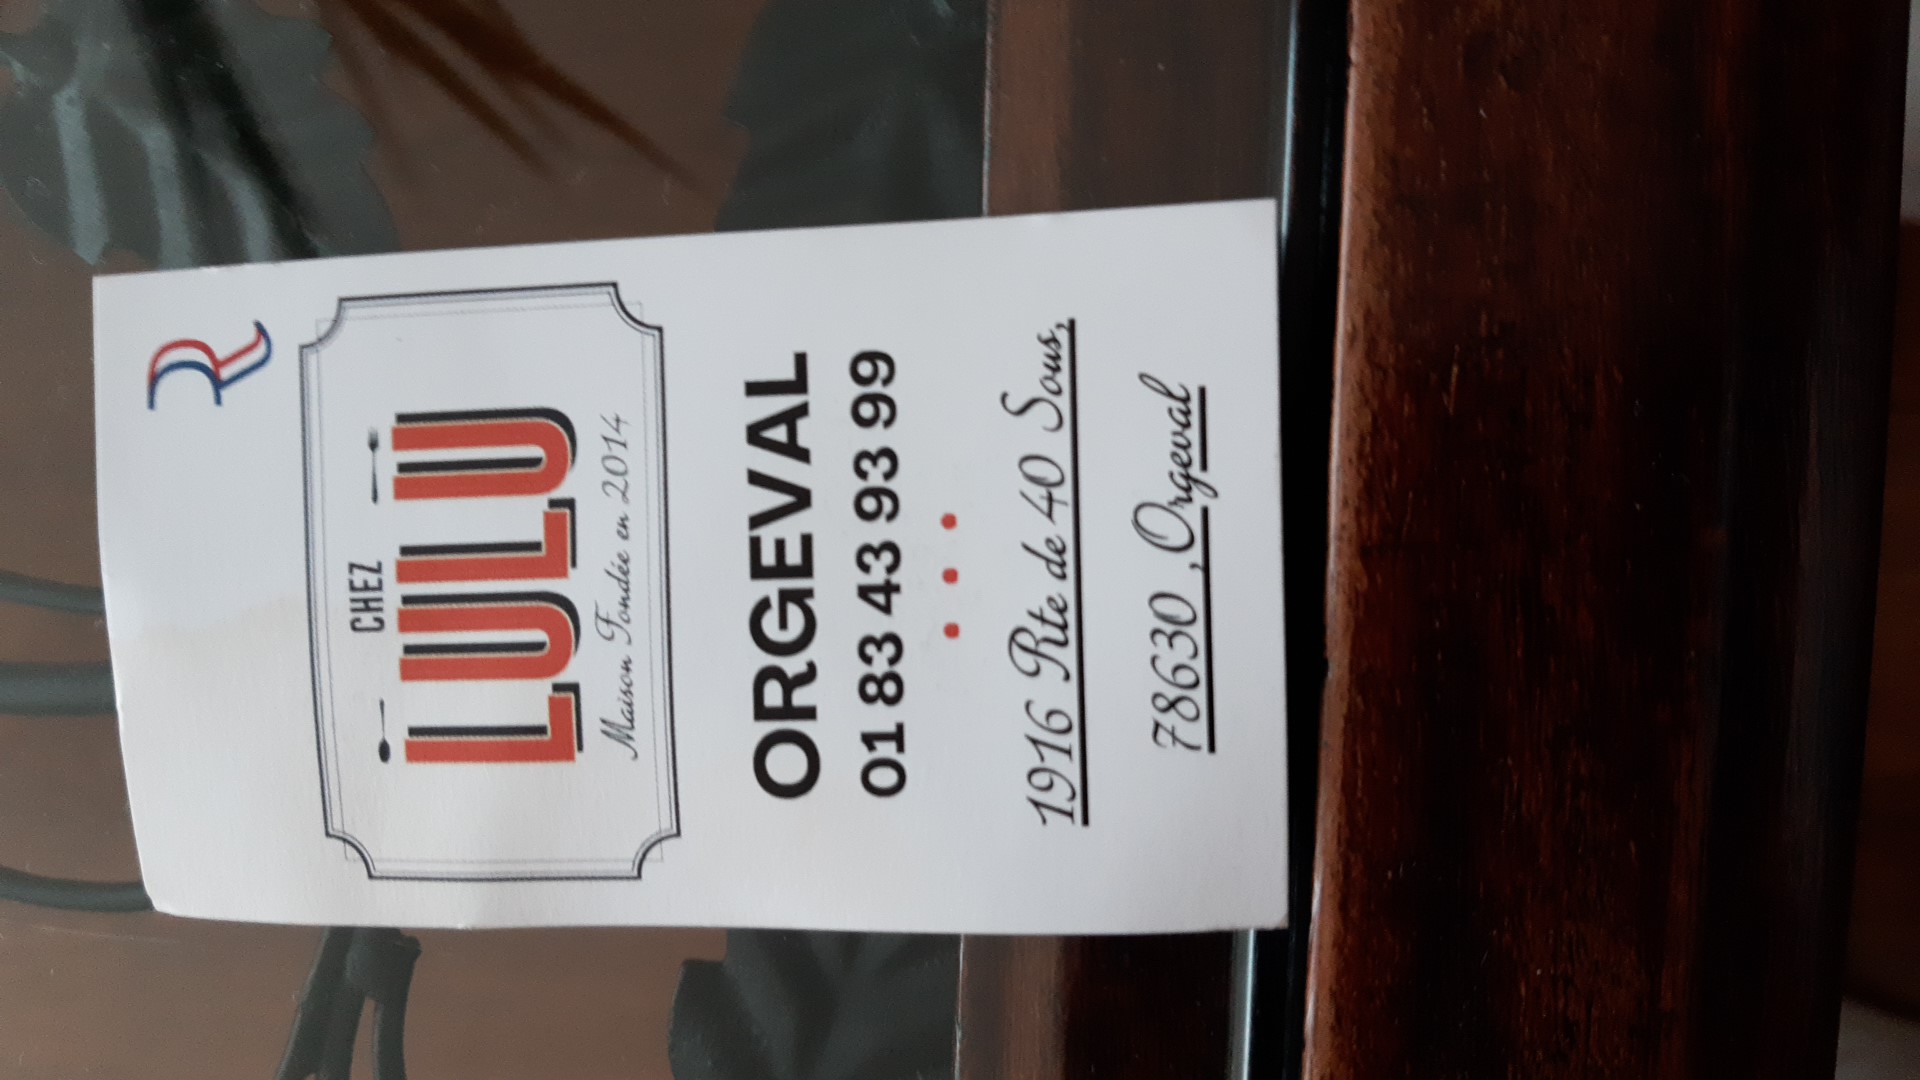 R
CHEZ
LULU
Maison Fondée en 2014
ORGEVAL
01 83 43 93 99
1916 Rte de 40 Sous,
78630 , Orgeval